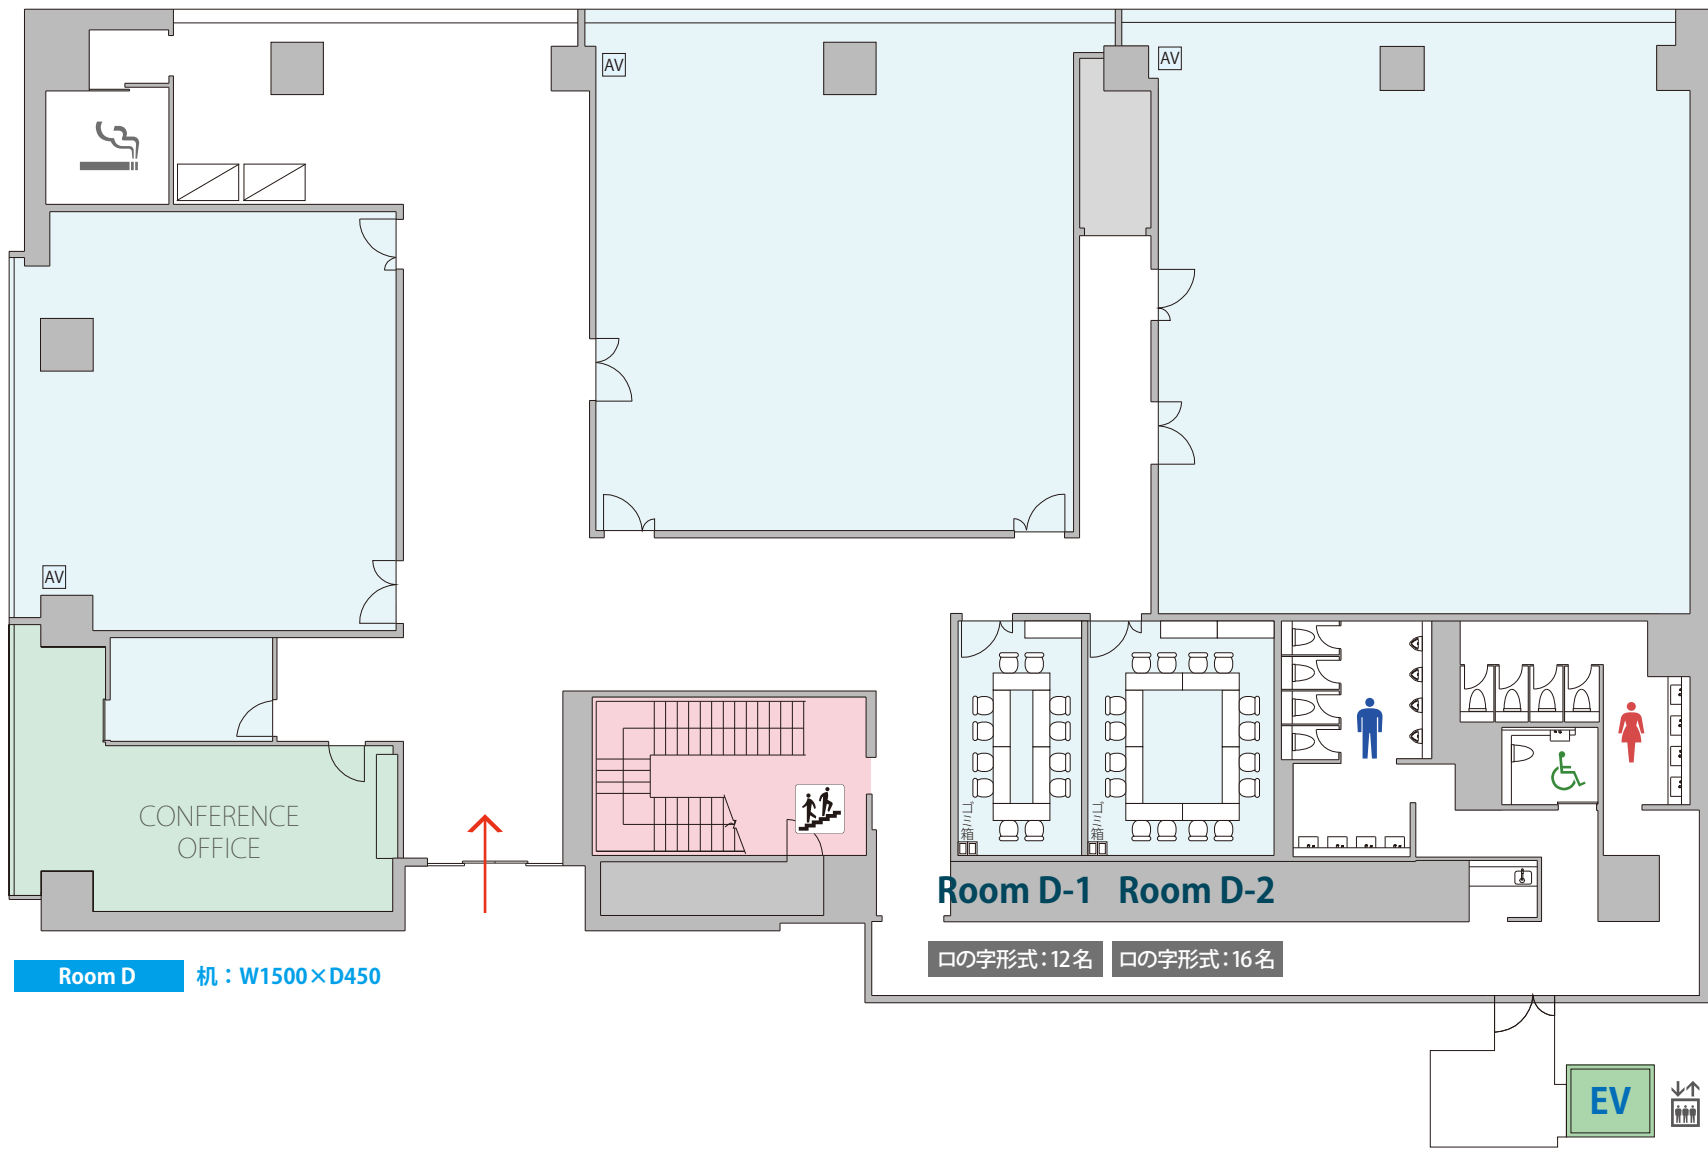 AV
AV
AV
CONFERENCE
OFFICE
ゴミ箱
ゴミ箱
Room D-1
Room D-2
ロの字形式：12名
ロの字形式：16名
Room D
机：W1500×D450
EV